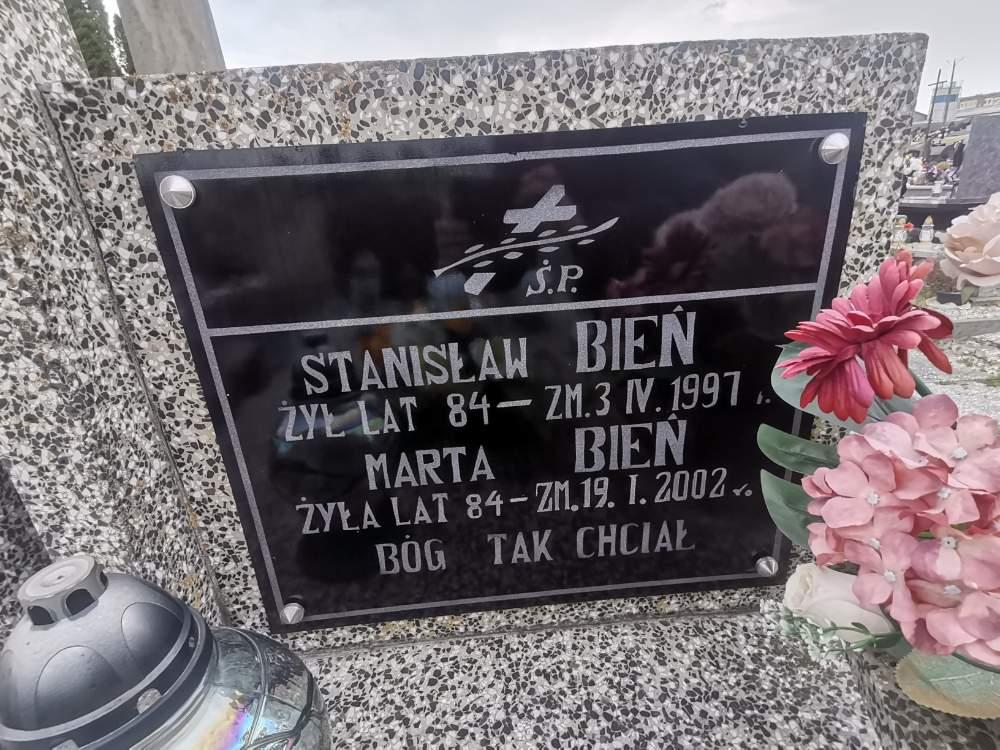 Ś.P.
STANISŁAW BIEŃ
ŻYŁ LAT 84 – ZM. 3 IV. 1997 r.
MARTA BIEŃ
ŻYŁA LAT 84 – ZM. 19. I. 2002 r.
BÓG TAK CHCIAŁ